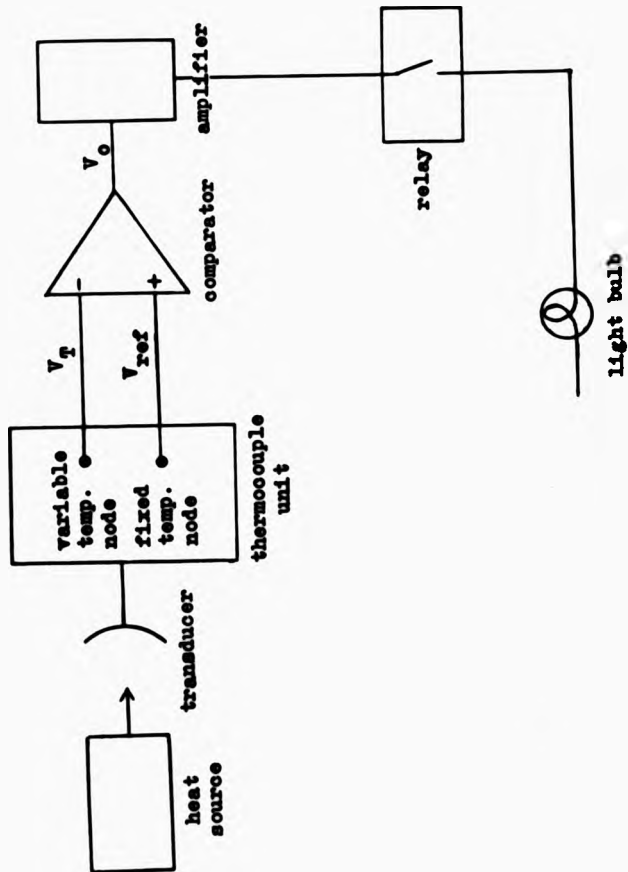 heat
source
transducer
variable
temp.
node
fixed
temp.
node
thermocouple
unit
V_T
V_ref
-
+
comparator
V_o
amplifier
relay
light bulb